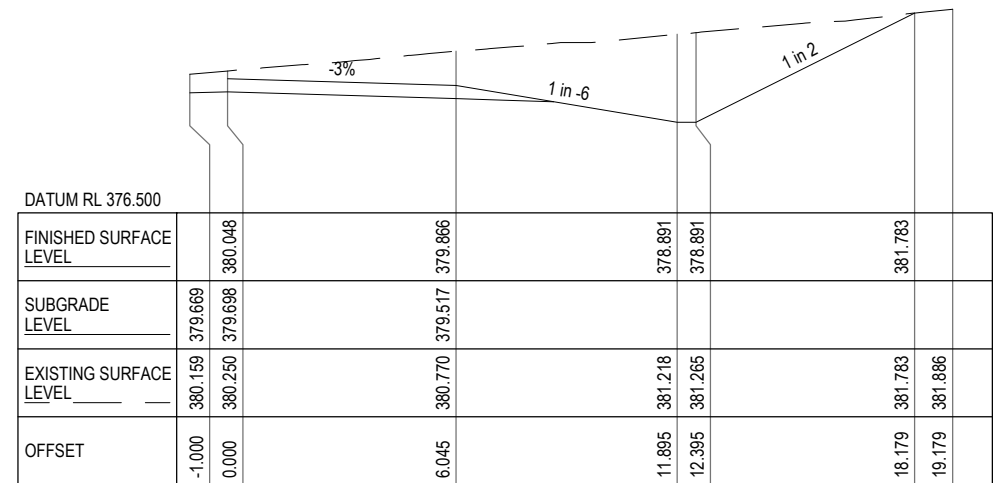 -3%
1 in -6
1 in 2
DATUM RL 376.500
FINISHED SURFACE
LEVEL
380.048
379.866
378.891
378.891
381.783
SUBGRADE
LEVEL
379.669
379.698
379.517
EXISTING SURFACE
LEVEL
380.159
380.250
380.770
381.218
381.265
381.783
381.886
OFFSET
-1.000
0.000
6.045
11.895
12.395
18.179
19.179